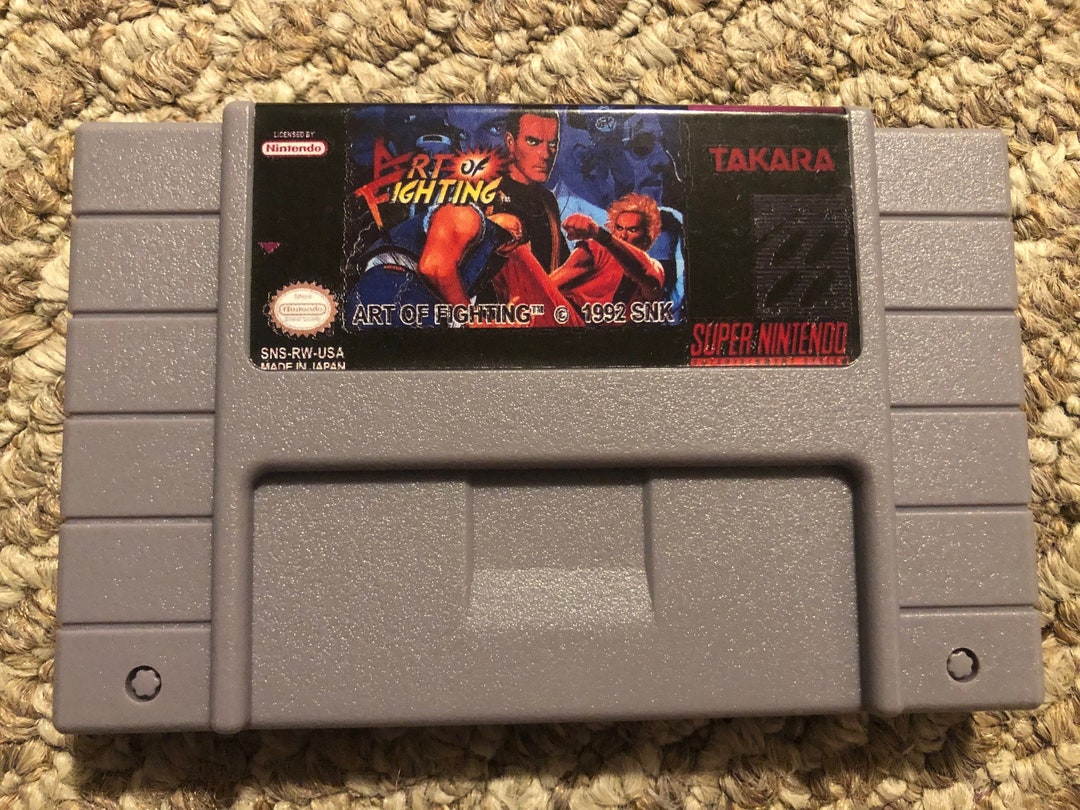 LICENSED BY
Nintendo
ART OF
FIGHTING
TM
TAKARA
Nintendo
ART OF FIGHTING™ © 1992 SNK
SUPER NINTENDO
SNS-RW-USA
MADE IN JAPAN